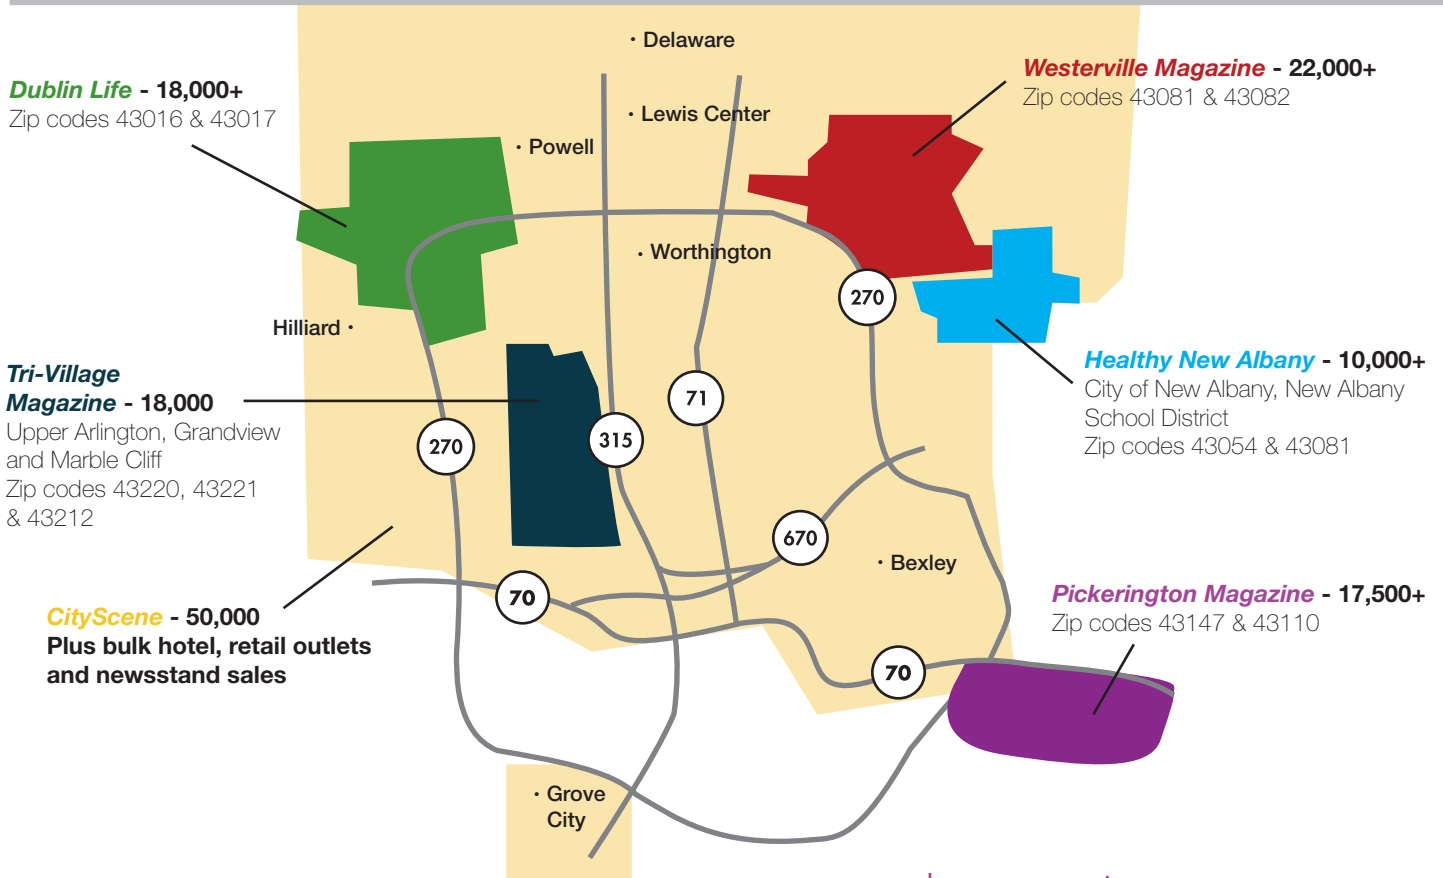 Delaware
Westerville Magazine - 22,000+
Zip codes 43081 & 43082
Dublin Life - 18,000+
Zip codes 43016 & 43017
Lewis Center
Powell
Worthington
270
Hilliard
Healthy New Albany - 10,000+
City of New Albany, New Albany
School District
Zip codes 43054 & 43081
Tri-Village
Magazine - 18,000
Upper Arlington, Grandview
and Marble Cliff
Zip codes 43220, 43221
& 43212
71
315
270
670
Bexley
70
CityScene - 50,000
Plus bulk hotel, retail outlets
and newsstand sales
Pickerington Magazine - 17,500+
Zip codes 43147 & 43110
70
Grove
City